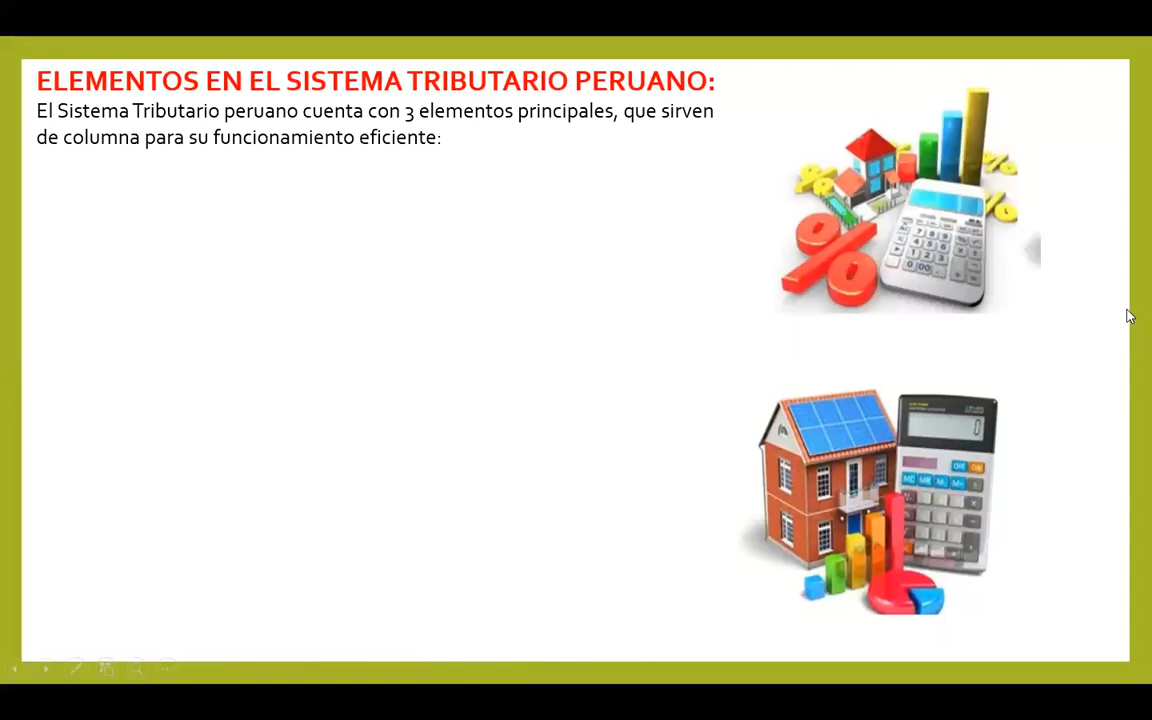 ELEMENTOS EN EL SISTEMA TRIBUTARIO PERUANO:
El Sistema Tributario peruano cuenta con 3 elementos principales, que sirven
de columna para su funcionamiento eficiente: